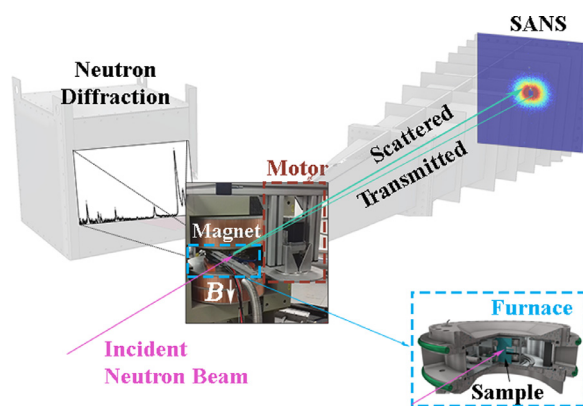 SANS
Neutron
Diffraction
Scattered
Transmitted
Motor
Magnet
B
Incident
Neutron Beam
Furnace
Sample